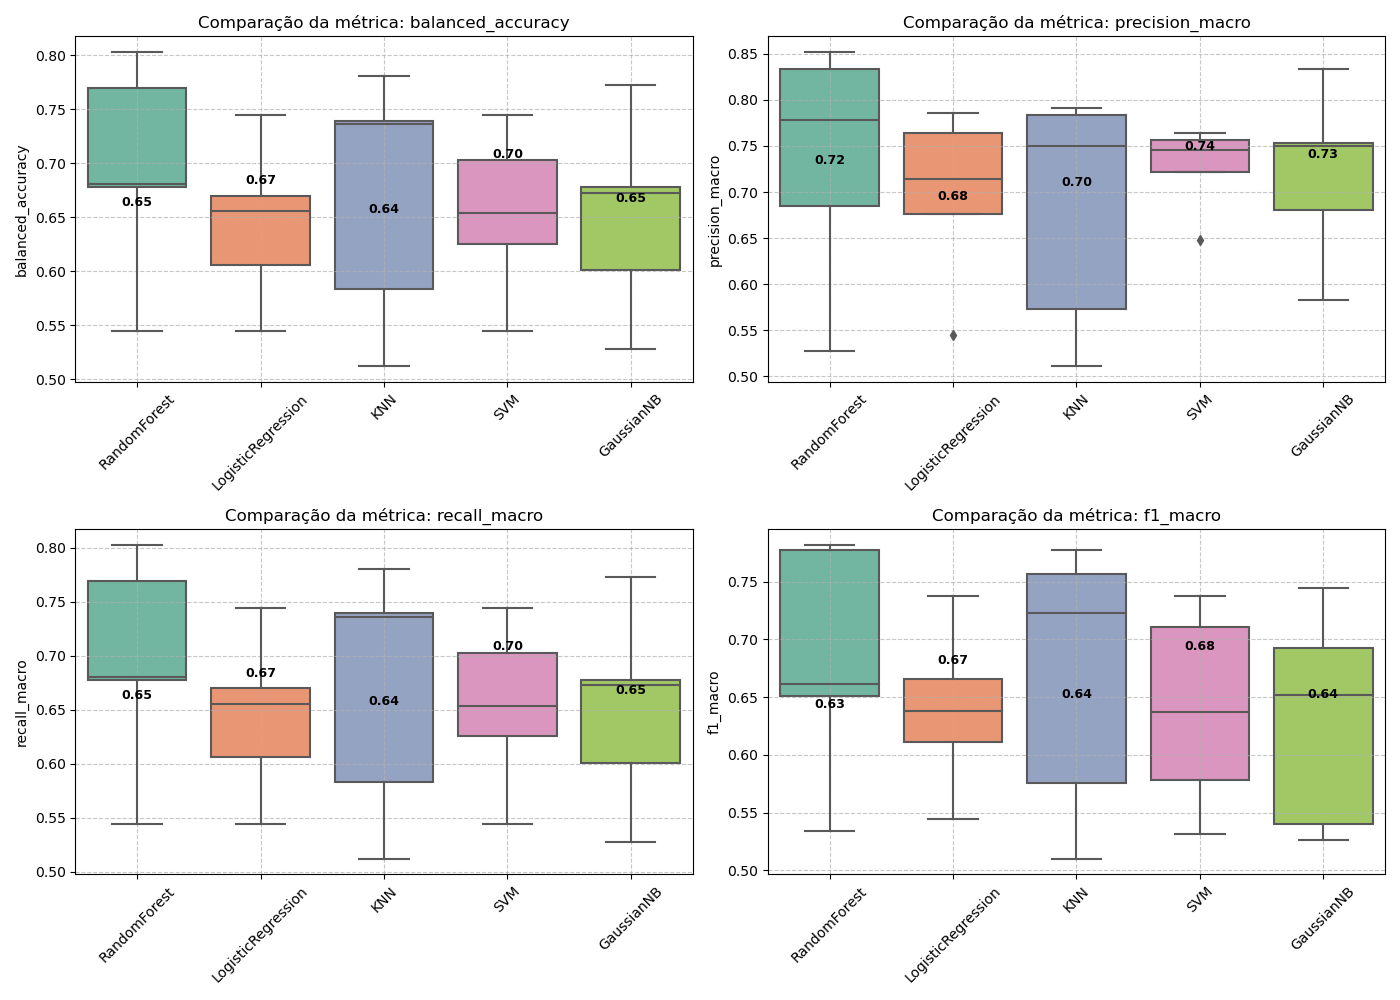 Comparação da métrica: balanced_accuracy
balanced_accuracy
0.80
0.75
0.70
0.65
0.60
0.55
0.50
0.65
0.67
0.64
0.70
0.65
RandomForest
LogisticRegression
KNN
SVM
GaussianNB
Comparação da métrica: precision_macro
precision_macro
0.85
0.80
0.75
0.70
0.65
0.60
0.55
0.50
0.72
0.68
0.70
0.74
0.73
RandomForest
LogisticRegression
KNN
SVM
GaussianNB
Comparação da métrica: recall_macro
recall_macro
0.80
0.75
0.70
0.65
0.60
0.55
0.50
0.65
0.67
0.64
0.70
0.65
RandomForest
LogisticRegression
KNN
SVM
GaussianNB
Comparação da métrica: f1_macro
f1_macro
0.75
0.70
0.65
0.60
0.55
0.50
0.63
0.67
0.64
0.68
0.64
RandomForest
LogisticRegression
KNN
SVM
GaussianNB